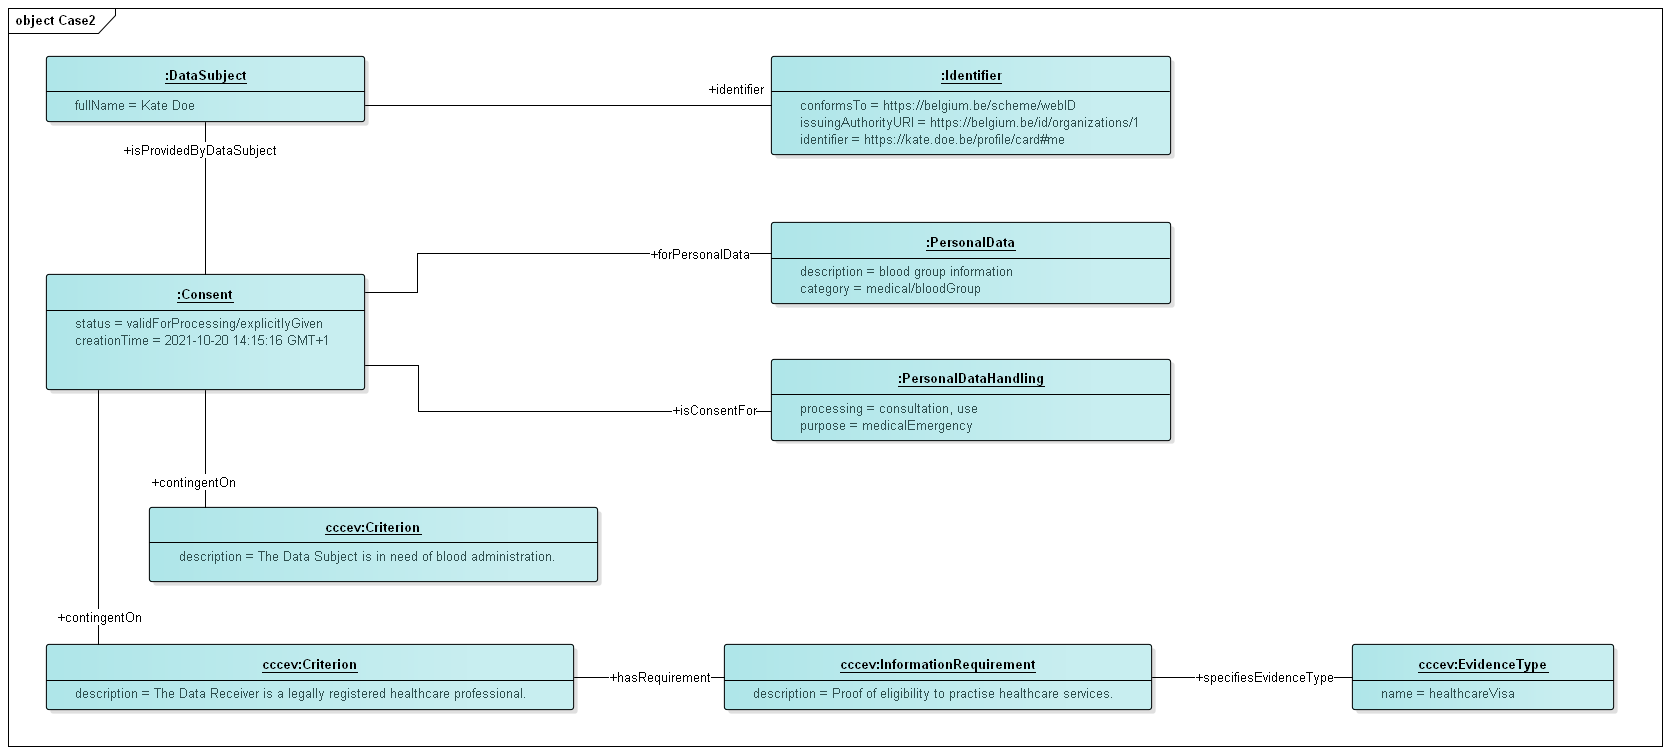 object Case2
:DataSubject
fullName = Kate Doe
+identifier
:Identifier
conformsTo = https://belgium.be/scheme/webID
issuingAuthorityURI = https://belgium.be/id/organizations/1
identifier = https://kate.doe.be/profile/card#me
+isProvidedByDataSubject
:Consent
status = validForProcessing/explicitlyGiven
creationTime = 2021-10-20 14:15:16 GMT+1
+forPersonalData
:PersonalData
description = blood group information
category = medical/bloodGroup
+isConsentFor
:PersonalDataHandling
processing = consultation, use
purpose = medicalEmergency
+contingentOn
cccev:Criterion
description = The Data Subject is in need of blood administration.
+contingentOn
cccev:Criterion
description = The Data Receiver is a legally registered healthcare professional.
+hasRequirement
cccev:InformationRequirement
description = Proof of eligibility to practise healthcare services.
+specifiesEvidenceType
cccev:EvidenceType
name = healthcareVisa